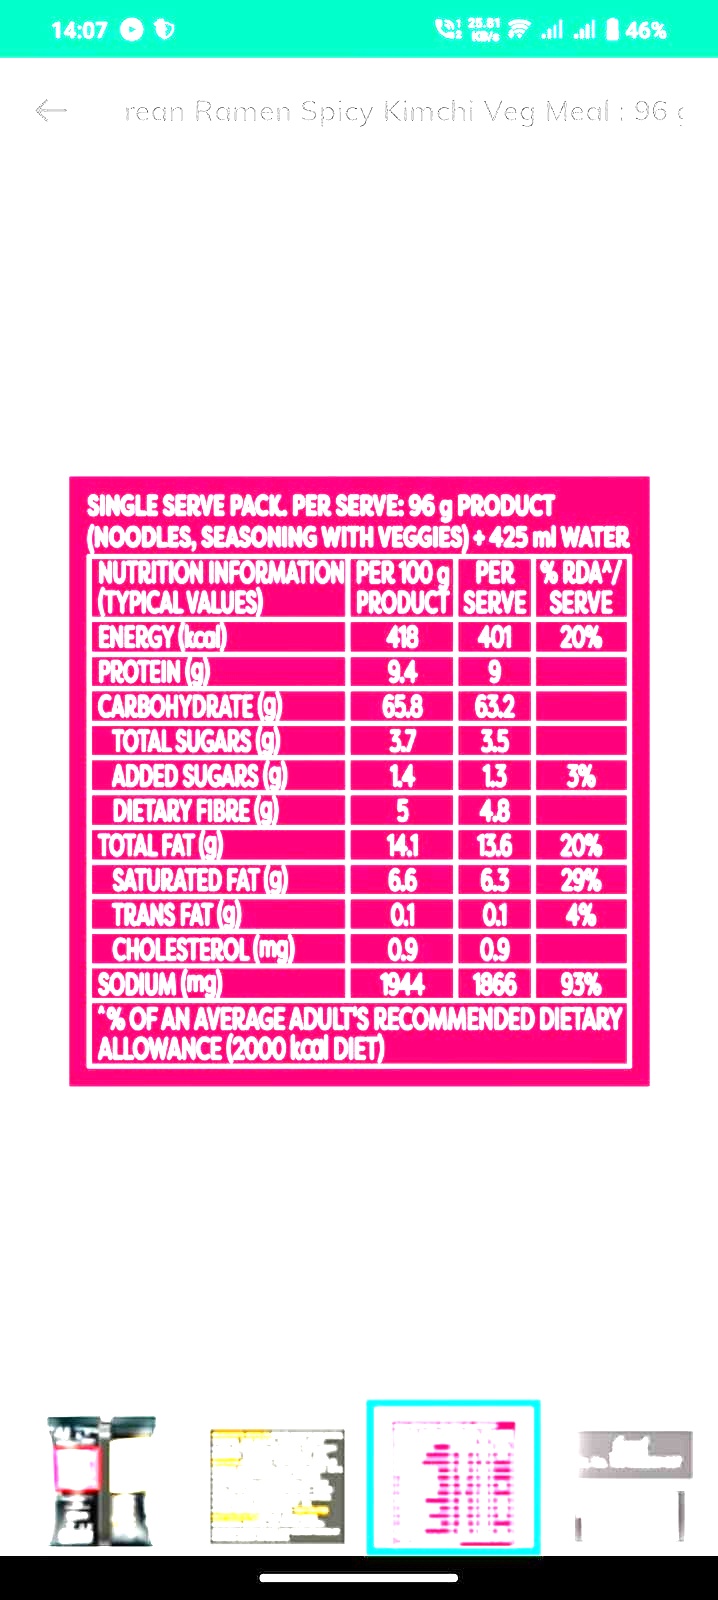 14:07 1 2 25.81 KB/s 46%
rean Ramen Spicy Kimchi Veg Meal : 96 g
SINGLE SERVE PACK. PER SERVE: 96 g PRODUCT
(NOODLES, SEASONING WITH VEGGIES) + 425 ml WATER
NUTRITION INFORMATION (TYPICAL VALUES) PER 100 g PRODUCT PER SERVE % RDA^/ SERVE
ENERGY (kcal) 418 401 20%
PROTEIN (g) 9.4 9
CARBOHYDRATE (g) 65.8 63.2
TOTAL SUGARS (g) 3.7 3.5
ADDED SUGARS (g) 1.4 1.3 3%
DIETARY FIBRE (g) 5 4.8
TOTAL FAT (g) 14.1 13.6 20%
SATURATED FAT (g) 6.6 6.3 29%
TRANS FAT (g) 0.1 0.1 4%
CHOLESTEROL (mg) 0.9 0.9
SODIUM (mg) 1944 1866 93%
^% OF AN AVERAGE ADULT'S RECOMMENDED DIETARY
ALLOWANCE (2000 kcal DIET)